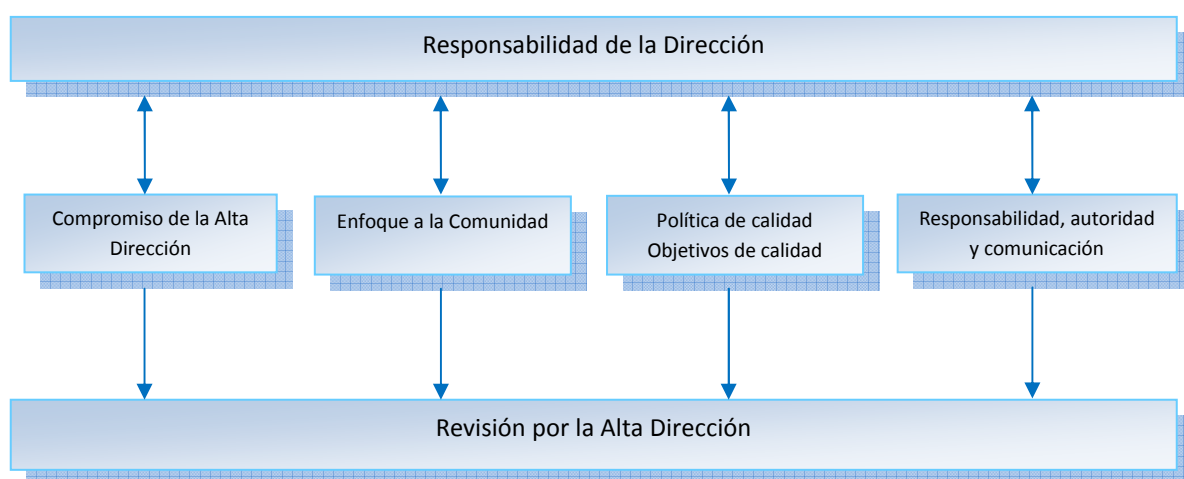 Responsabilidad de la Dirección
Compromiso de la Alta
Dirección
Enfoque a la Comunidad
Política de calidad
Objetivos de calidad
Responsabilidad, autoridad
y comunicación
Revisión por la Alta Dirección